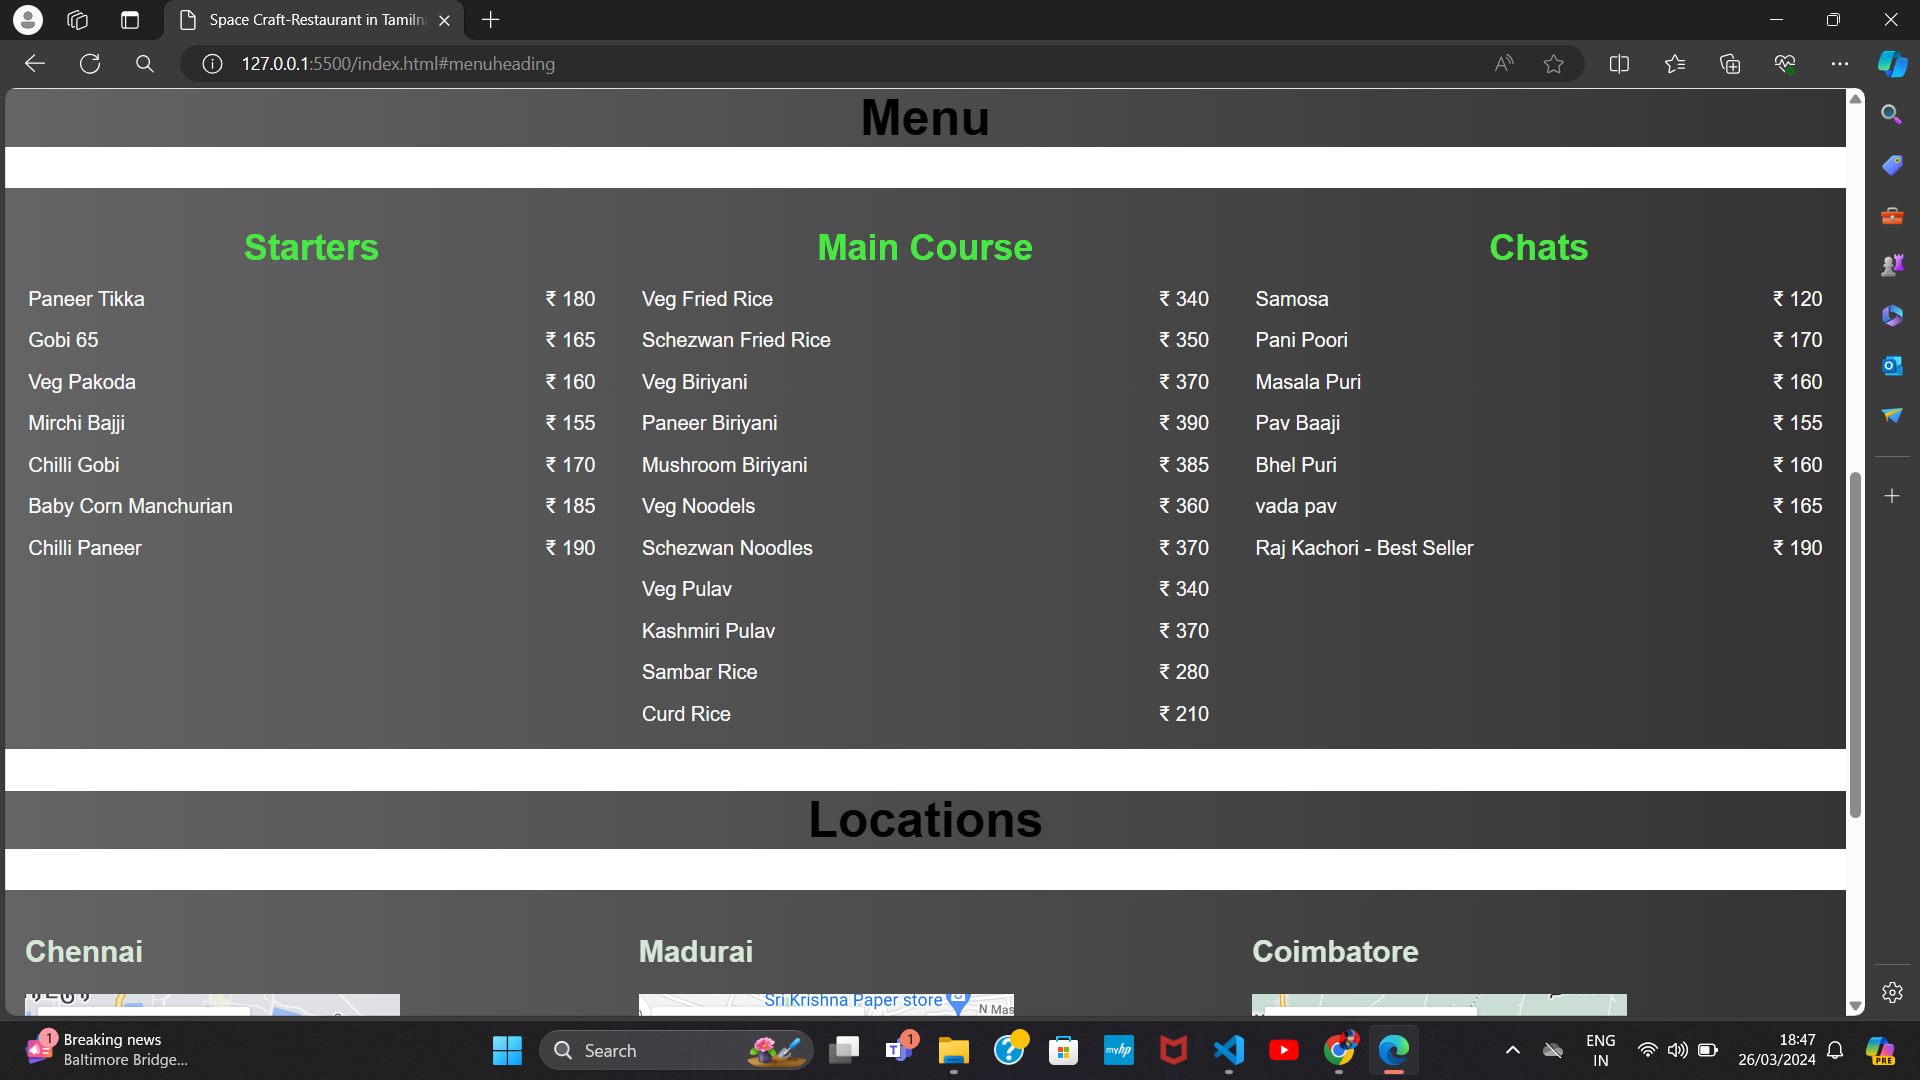 Space Craft-Restaurant in Tamiln
127.0.0.1:5500/index.html#menuheading
Menu
Starters
Paneer Tikka ₹ 180
Gobi 65 ₹ 165
Veg Pakoda ₹ 160
Mirchi Bajji ₹ 155
Chilli Gobi ₹ 170
Baby Corn Manchurian ₹ 185
Chilli Paneer ₹ 190
Main Course
Veg Fried Rice ₹ 340
Schezwan Fried Rice ₹ 350
Veg Biriyani ₹ 370
Paneer Biriyani ₹ 390
Mushroom Biriyani ₹ 385
Veg Noodels ₹ 360
Schezwan Noodles ₹ 370
Veg Pulav ₹ 340
Kashmiri Pulav ₹ 370
Sambar Rice ₹ 280
Curd Rice ₹ 210
Chats
Samosa ₹ 120
Pani Poori ₹ 170
Masala Puri ₹ 160
Pav Baaji ₹ 155
Bhel Puri ₹ 160
vada pav ₹ 165
Raj Kachori - Best Seller ₹ 190
Locations
Chennai
Madurai
Sri Krishna Paper store
N Mas
Coimbatore
1
Breaking news
Baltimore Bridge...
Search
1
myhp
PRE
ENG
IN
18:47
26/03/2024